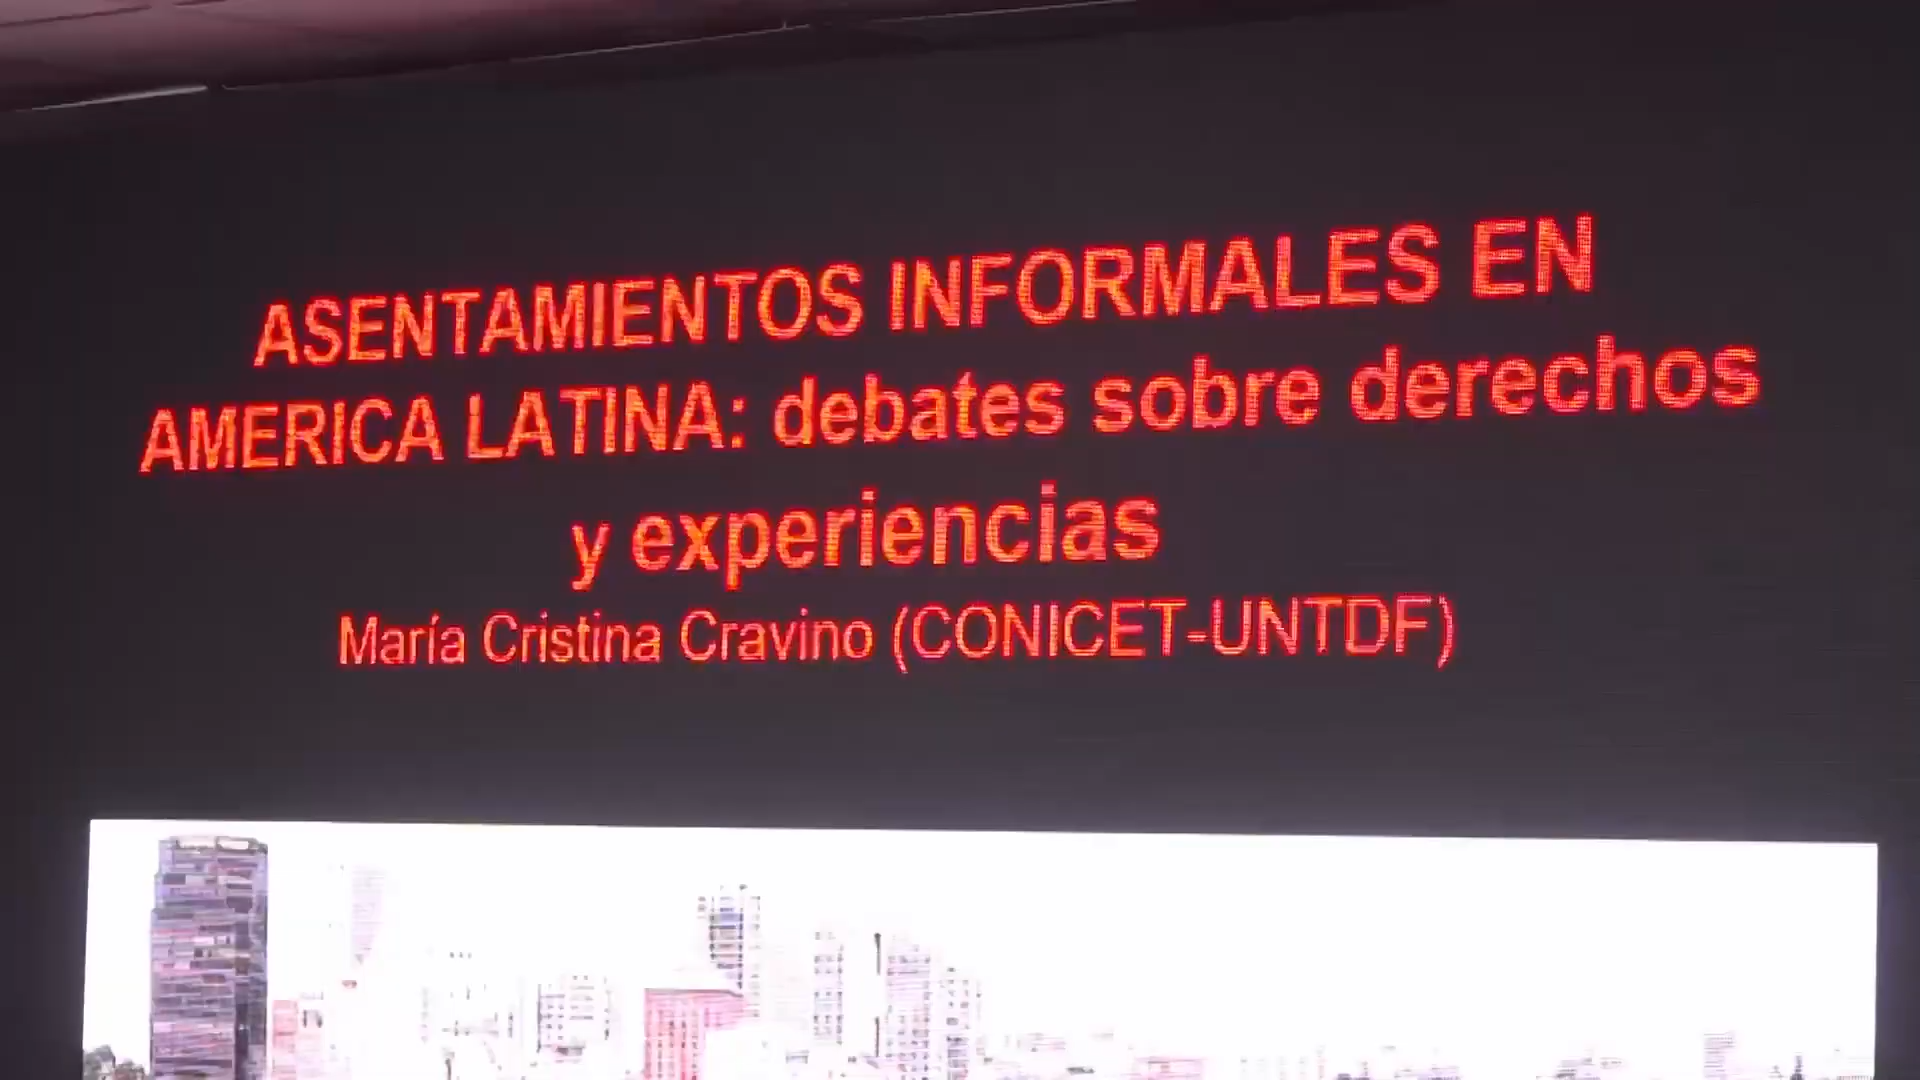 ASENTAMIENTOS INFORMALES EN
AMERICA LATINA: debates sobre derechos
y experiencias
María Cristina Cravino (CONICET-UNTDF)